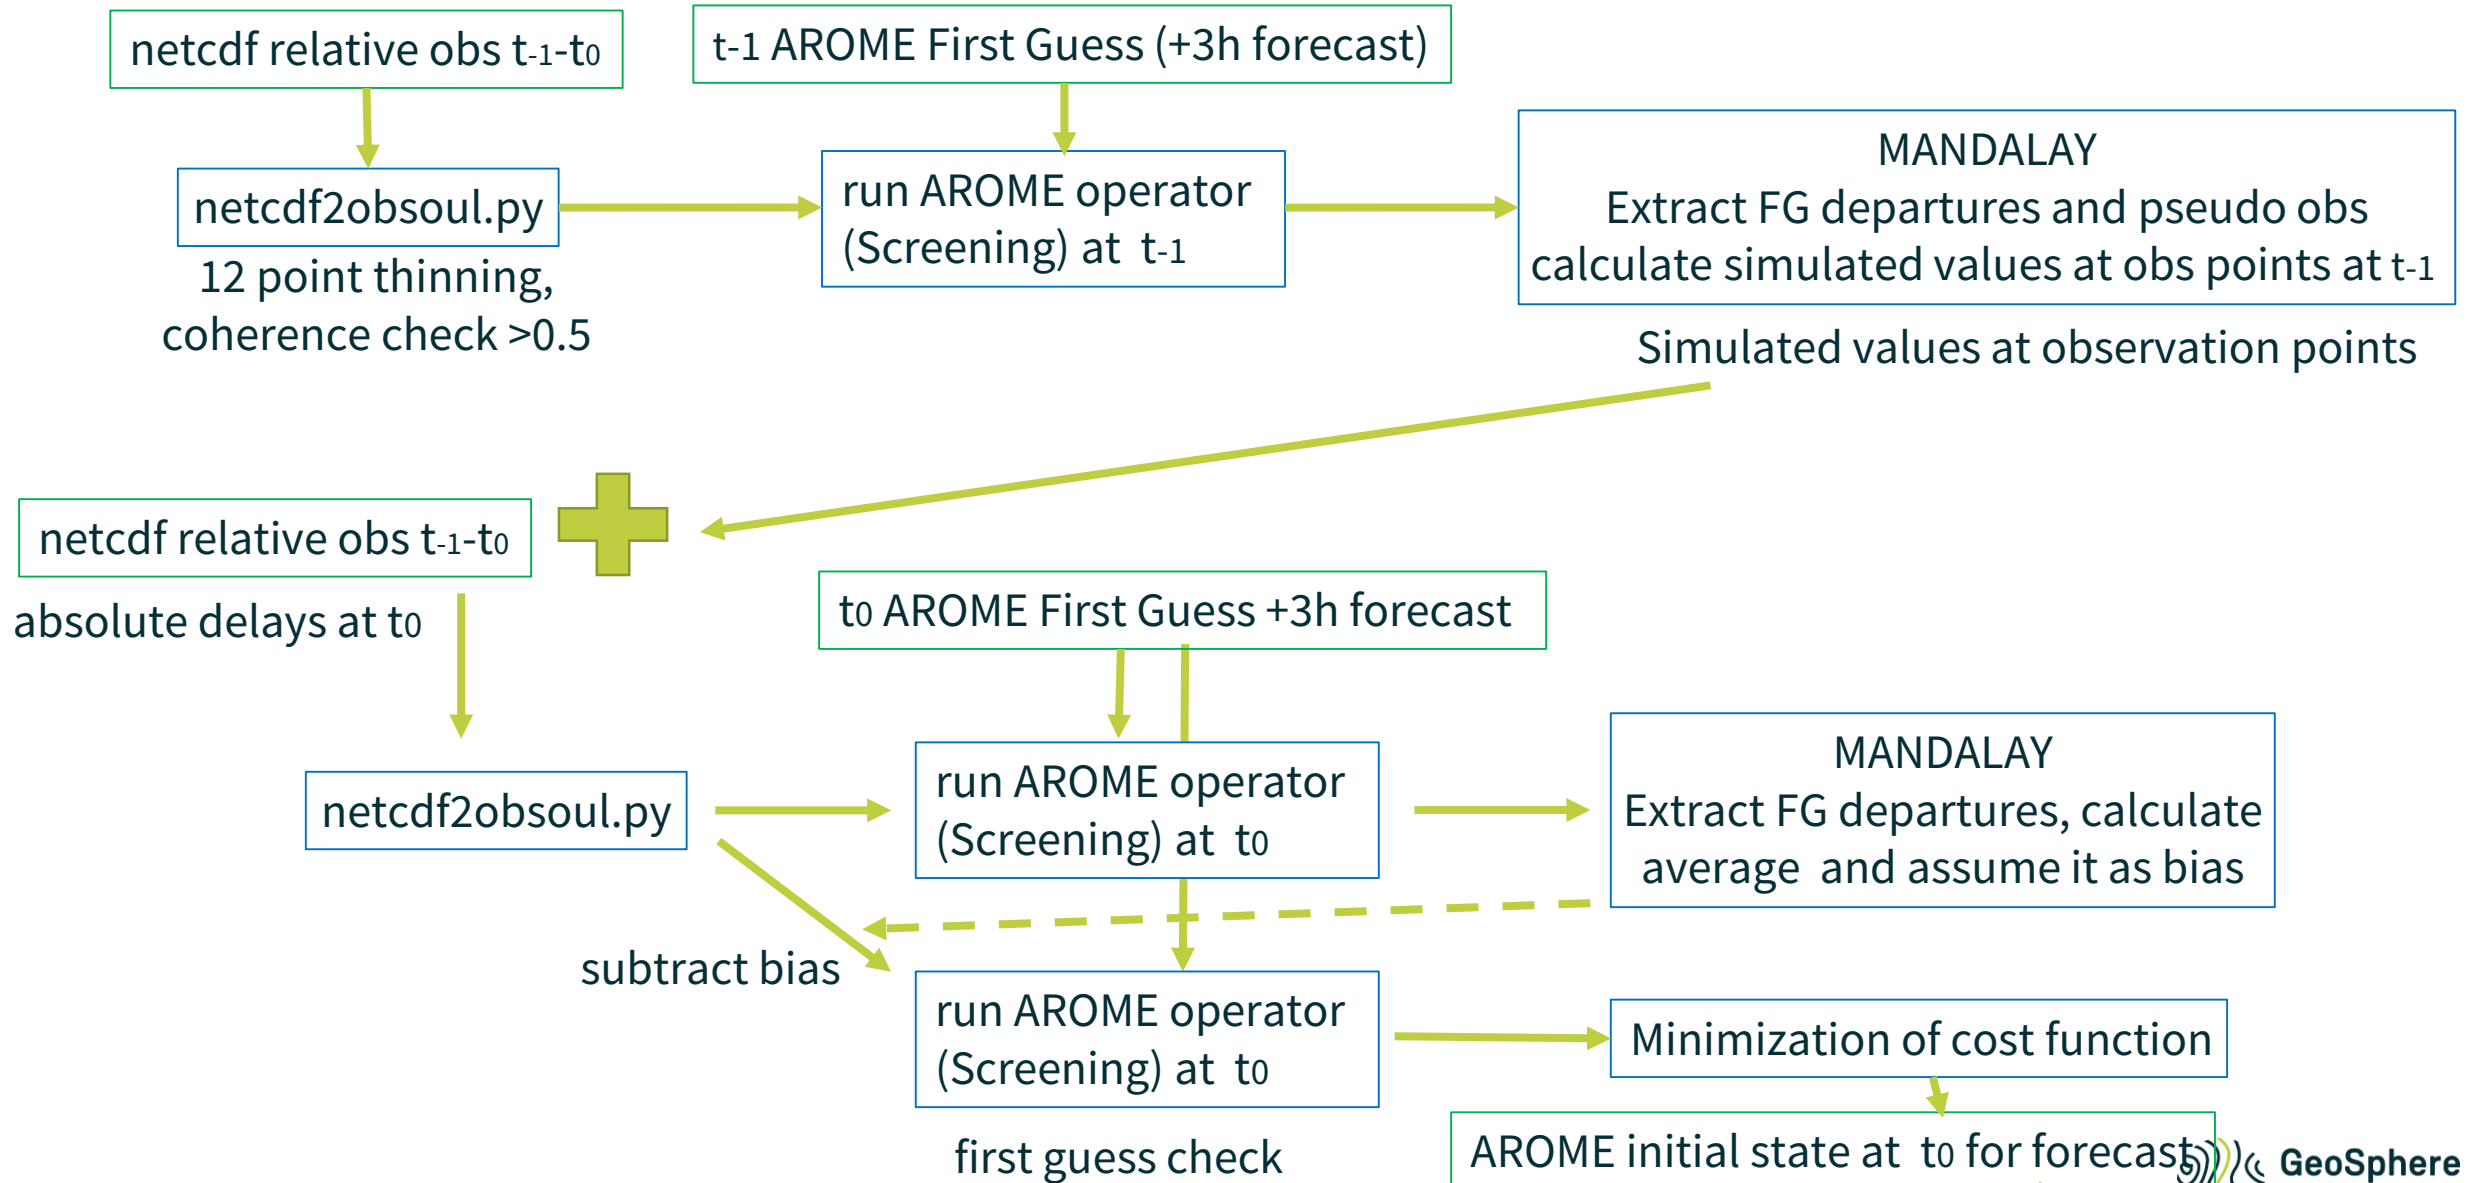 netcdf relative obs t-1-t0
t-1 AROME First Guess (+3h forecast)
netcdf2obsoul.py
12 point thinning,
coherence check >0.5
run AROME operator
(Screening) at t-1
MANDALAY
Extract FG departures and pseudo obs
calculate simulated values at obs points at t-1
Simulated values at observation points
netcdf relative obs t-1-t0
absolute delays at t0
t0 AROME First Guess +3h forecast
netcdf2obsoul.py
run AROME operator
(Screening) at t0
MANDALAY
Extract FG departures, calculate
average and assume it as bias
subtract bias
run AROME operator
(Screening) at t0
first guess check
Minimization of cost function
AROME initial state at t0 for forecast
GeoSphere